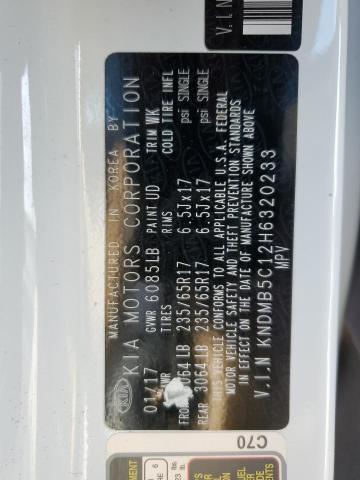 MANUFACTURED IN KOREA BY
KIA KIA MOTORS CORPORATION
01/17 GVWR 6085LB PAINT UD TRIM WK
WR TIRES RIMS COLD TIRE INFL
FRO 3064LB 235/65R17 6.5Jx17 psi SINGLE
REAR 3064LB 235/65R17 6.5Jx17 psi SINGLE
THIS VEHICLE CONFORMS TO ALL APPLICABLE U.S.A. FEDERAL
MOTOR VEHICLE SAFETY AND THEFT PREVENTION STANDARDS
IN EFFECT ON THE DATE OF MANUFACTURE SHOWN ABOVE
V.I.N KNDMB5C12H6320233
MPV
V.I.N
C70